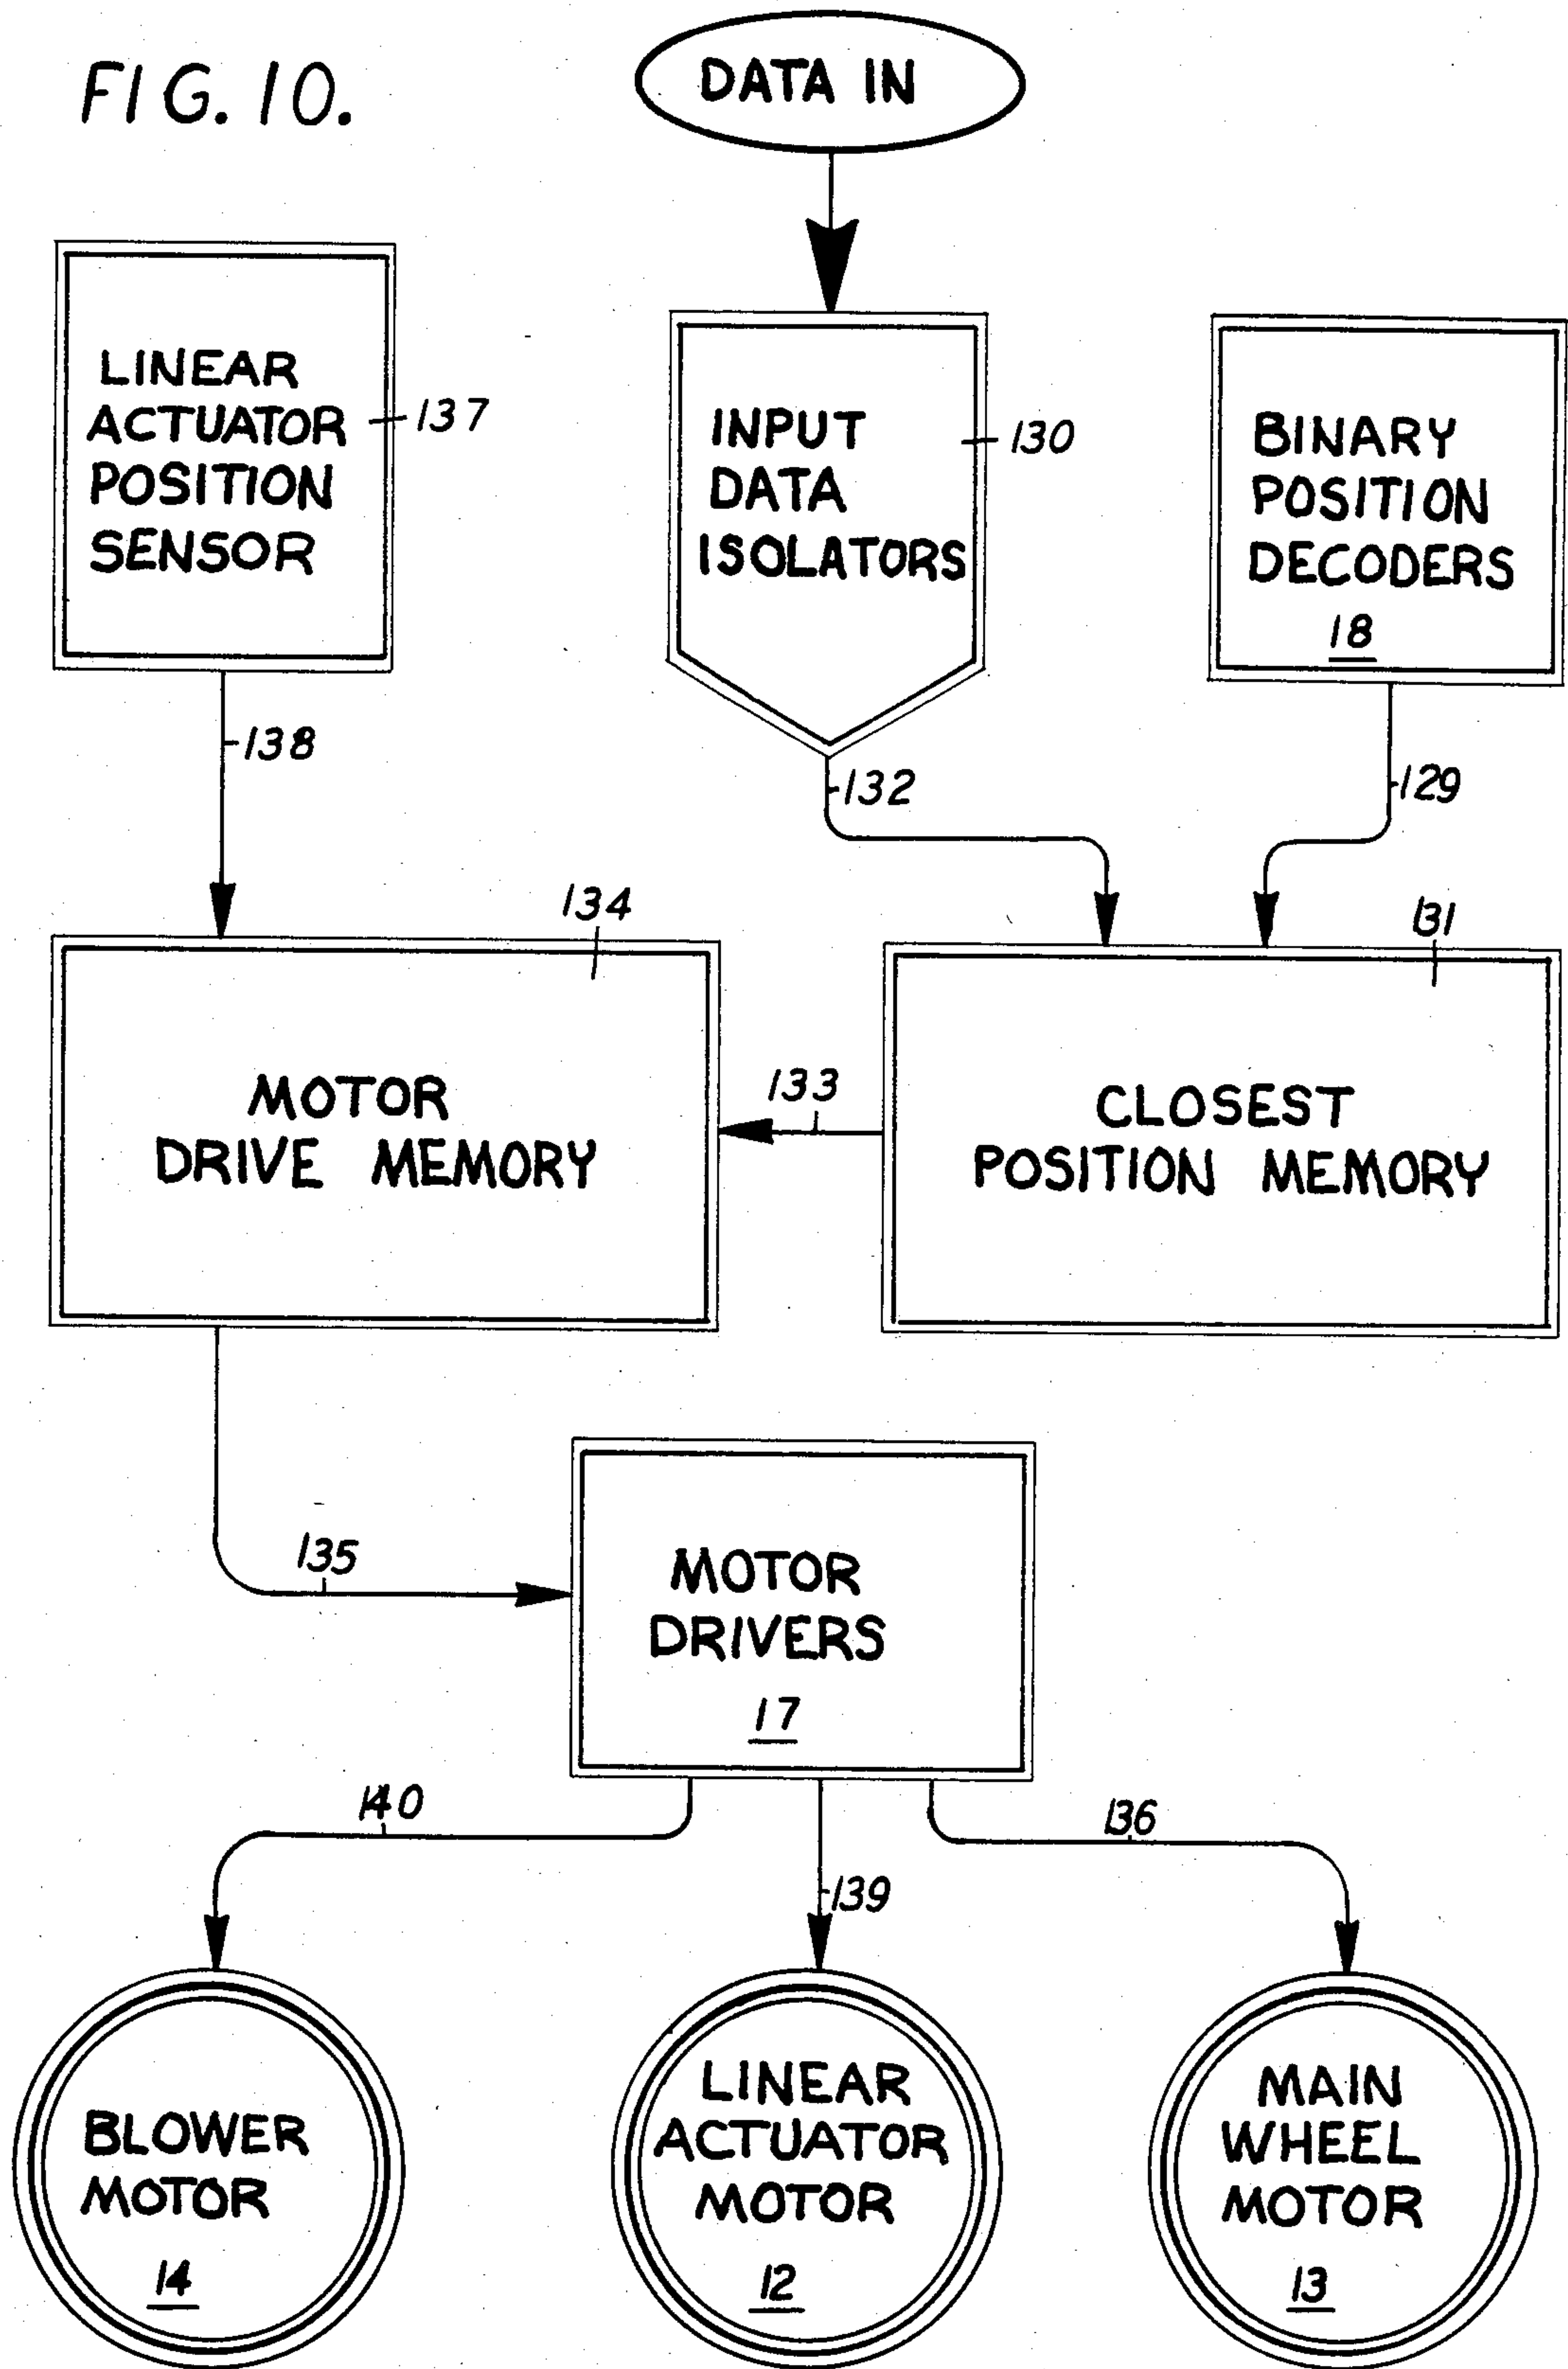 FIG. 10.
DATA IN
LINEAR
ACTUATOR
POSITION
SENSOR
137
INPUT
DATA
ISOLATORS
130
BINARY
POSITION
DECODERS
18
138
132
129
134
131
MOTOR
DRIVE MEMORY
133
CLOSEST
POSITION MEMORY
135
MOTOR
DRIVERS
17
140
139
136
BLOWER
MOTOR
14
LINEAR
ACTUATOR
MOTOR
12
MAIN
WHEEL
MOTOR
13